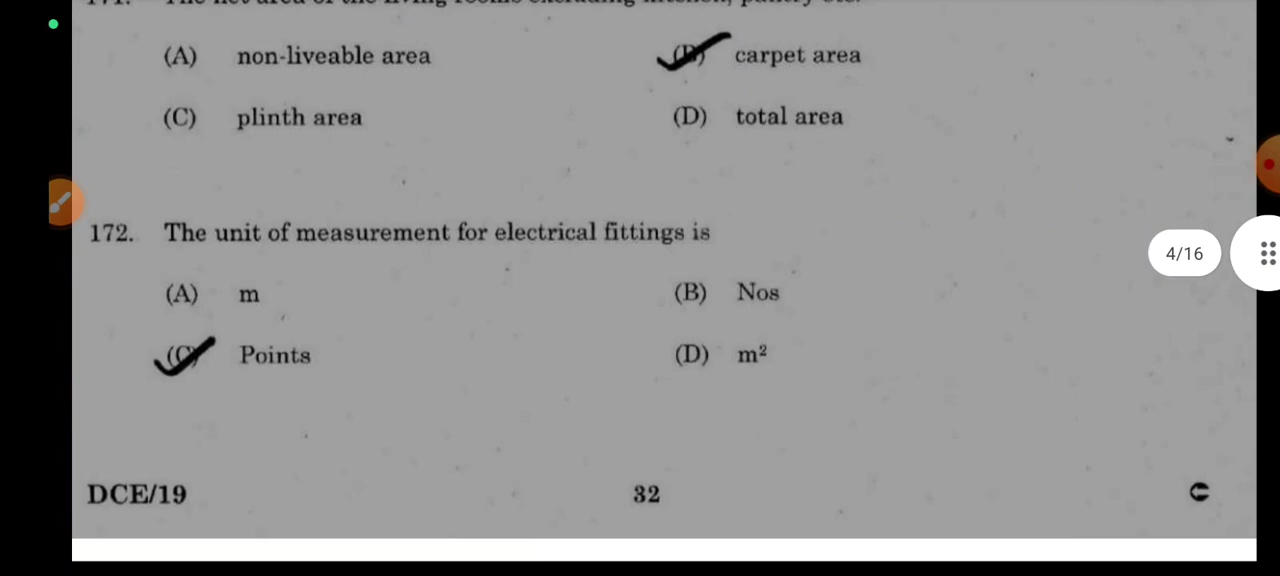 (A) non-liveable area (B) carpet area
(C) plinth area (D) total area
4/16
172. The unit of measurement for electrical fittings is
(A) m (B) Nos
(C) Points (D) m²
DCE/19 32